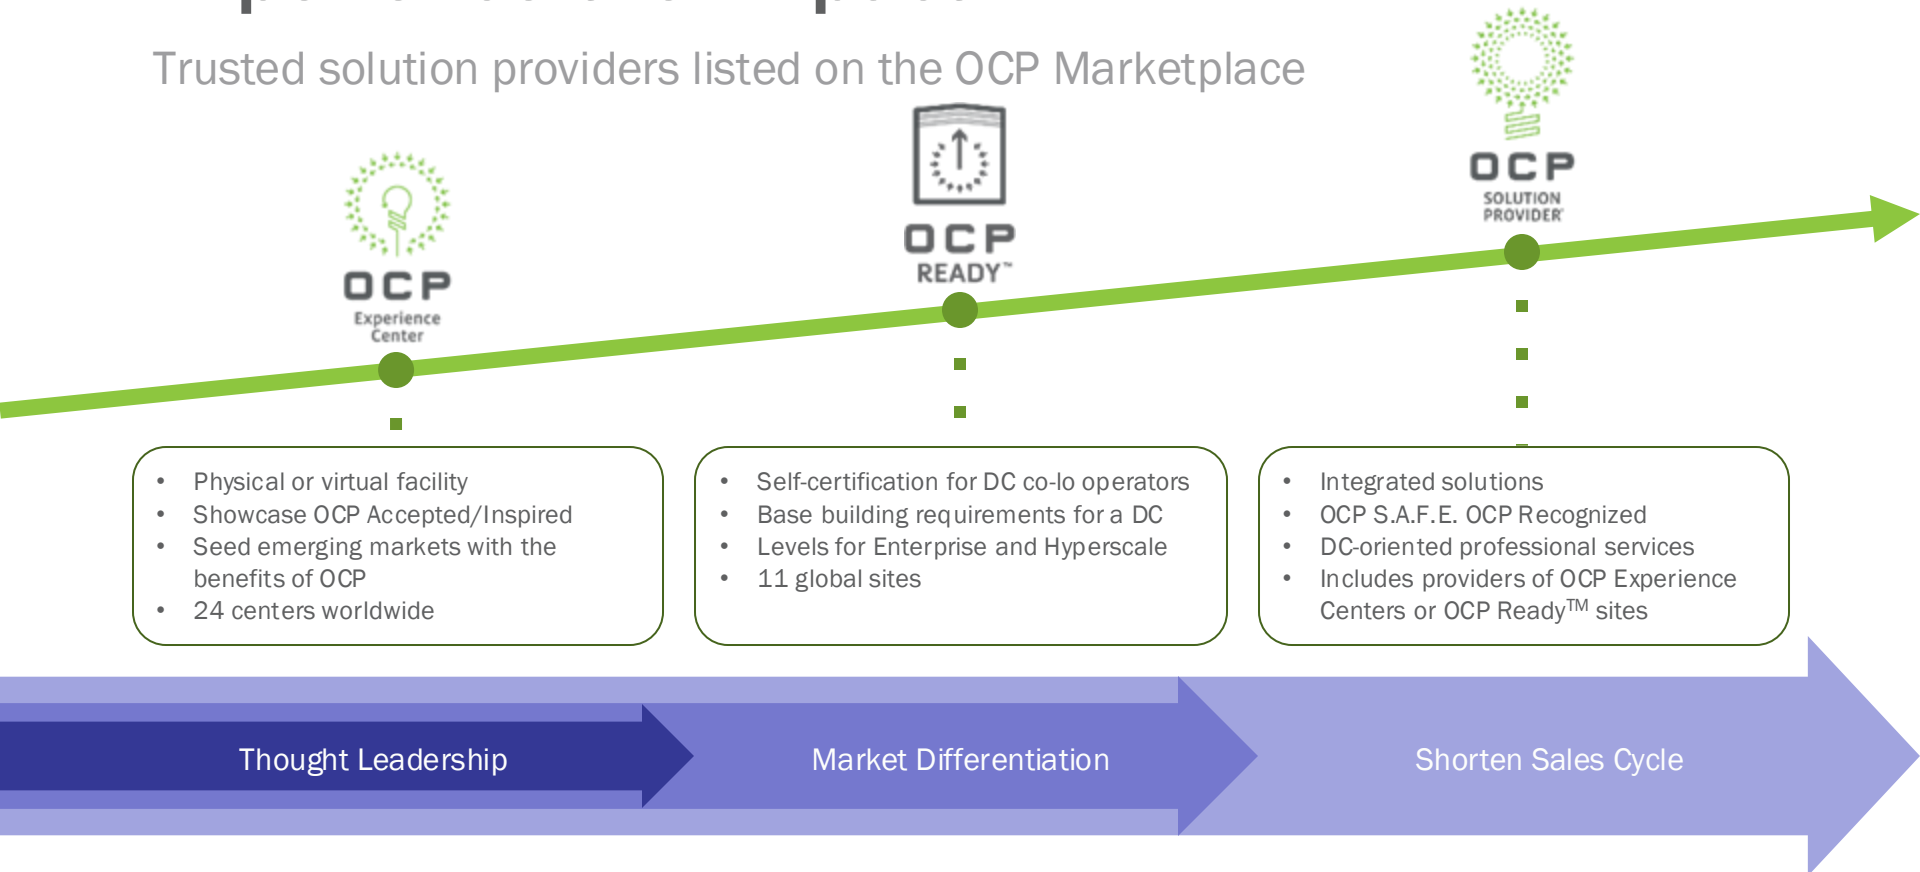 Trusted solution providers listed on the OCP Marketplace
OCP
Experience
Center
OCP
READY™
OCP
SOLUTION
PROVIDER
• Physical or virtual facility
• Showcase OCP Accepted/Inspired
• Seed emerging markets with the
benefits of OCP
• 24 centers worldwide
• Self-certification for DC co-lo operators
• Base building requirements for a DC
• Levels for Enterprise and Hyperscale
• 11 global sites
• Integrated solutions
• OCP S.A.F.E. OCP Recognized
• DC-oriented professional services
• Includes providers of OCP Experience
Centers or OCP Ready™ sites
Thought Leadership
Market Differentiation
Shorten Sales Cycle